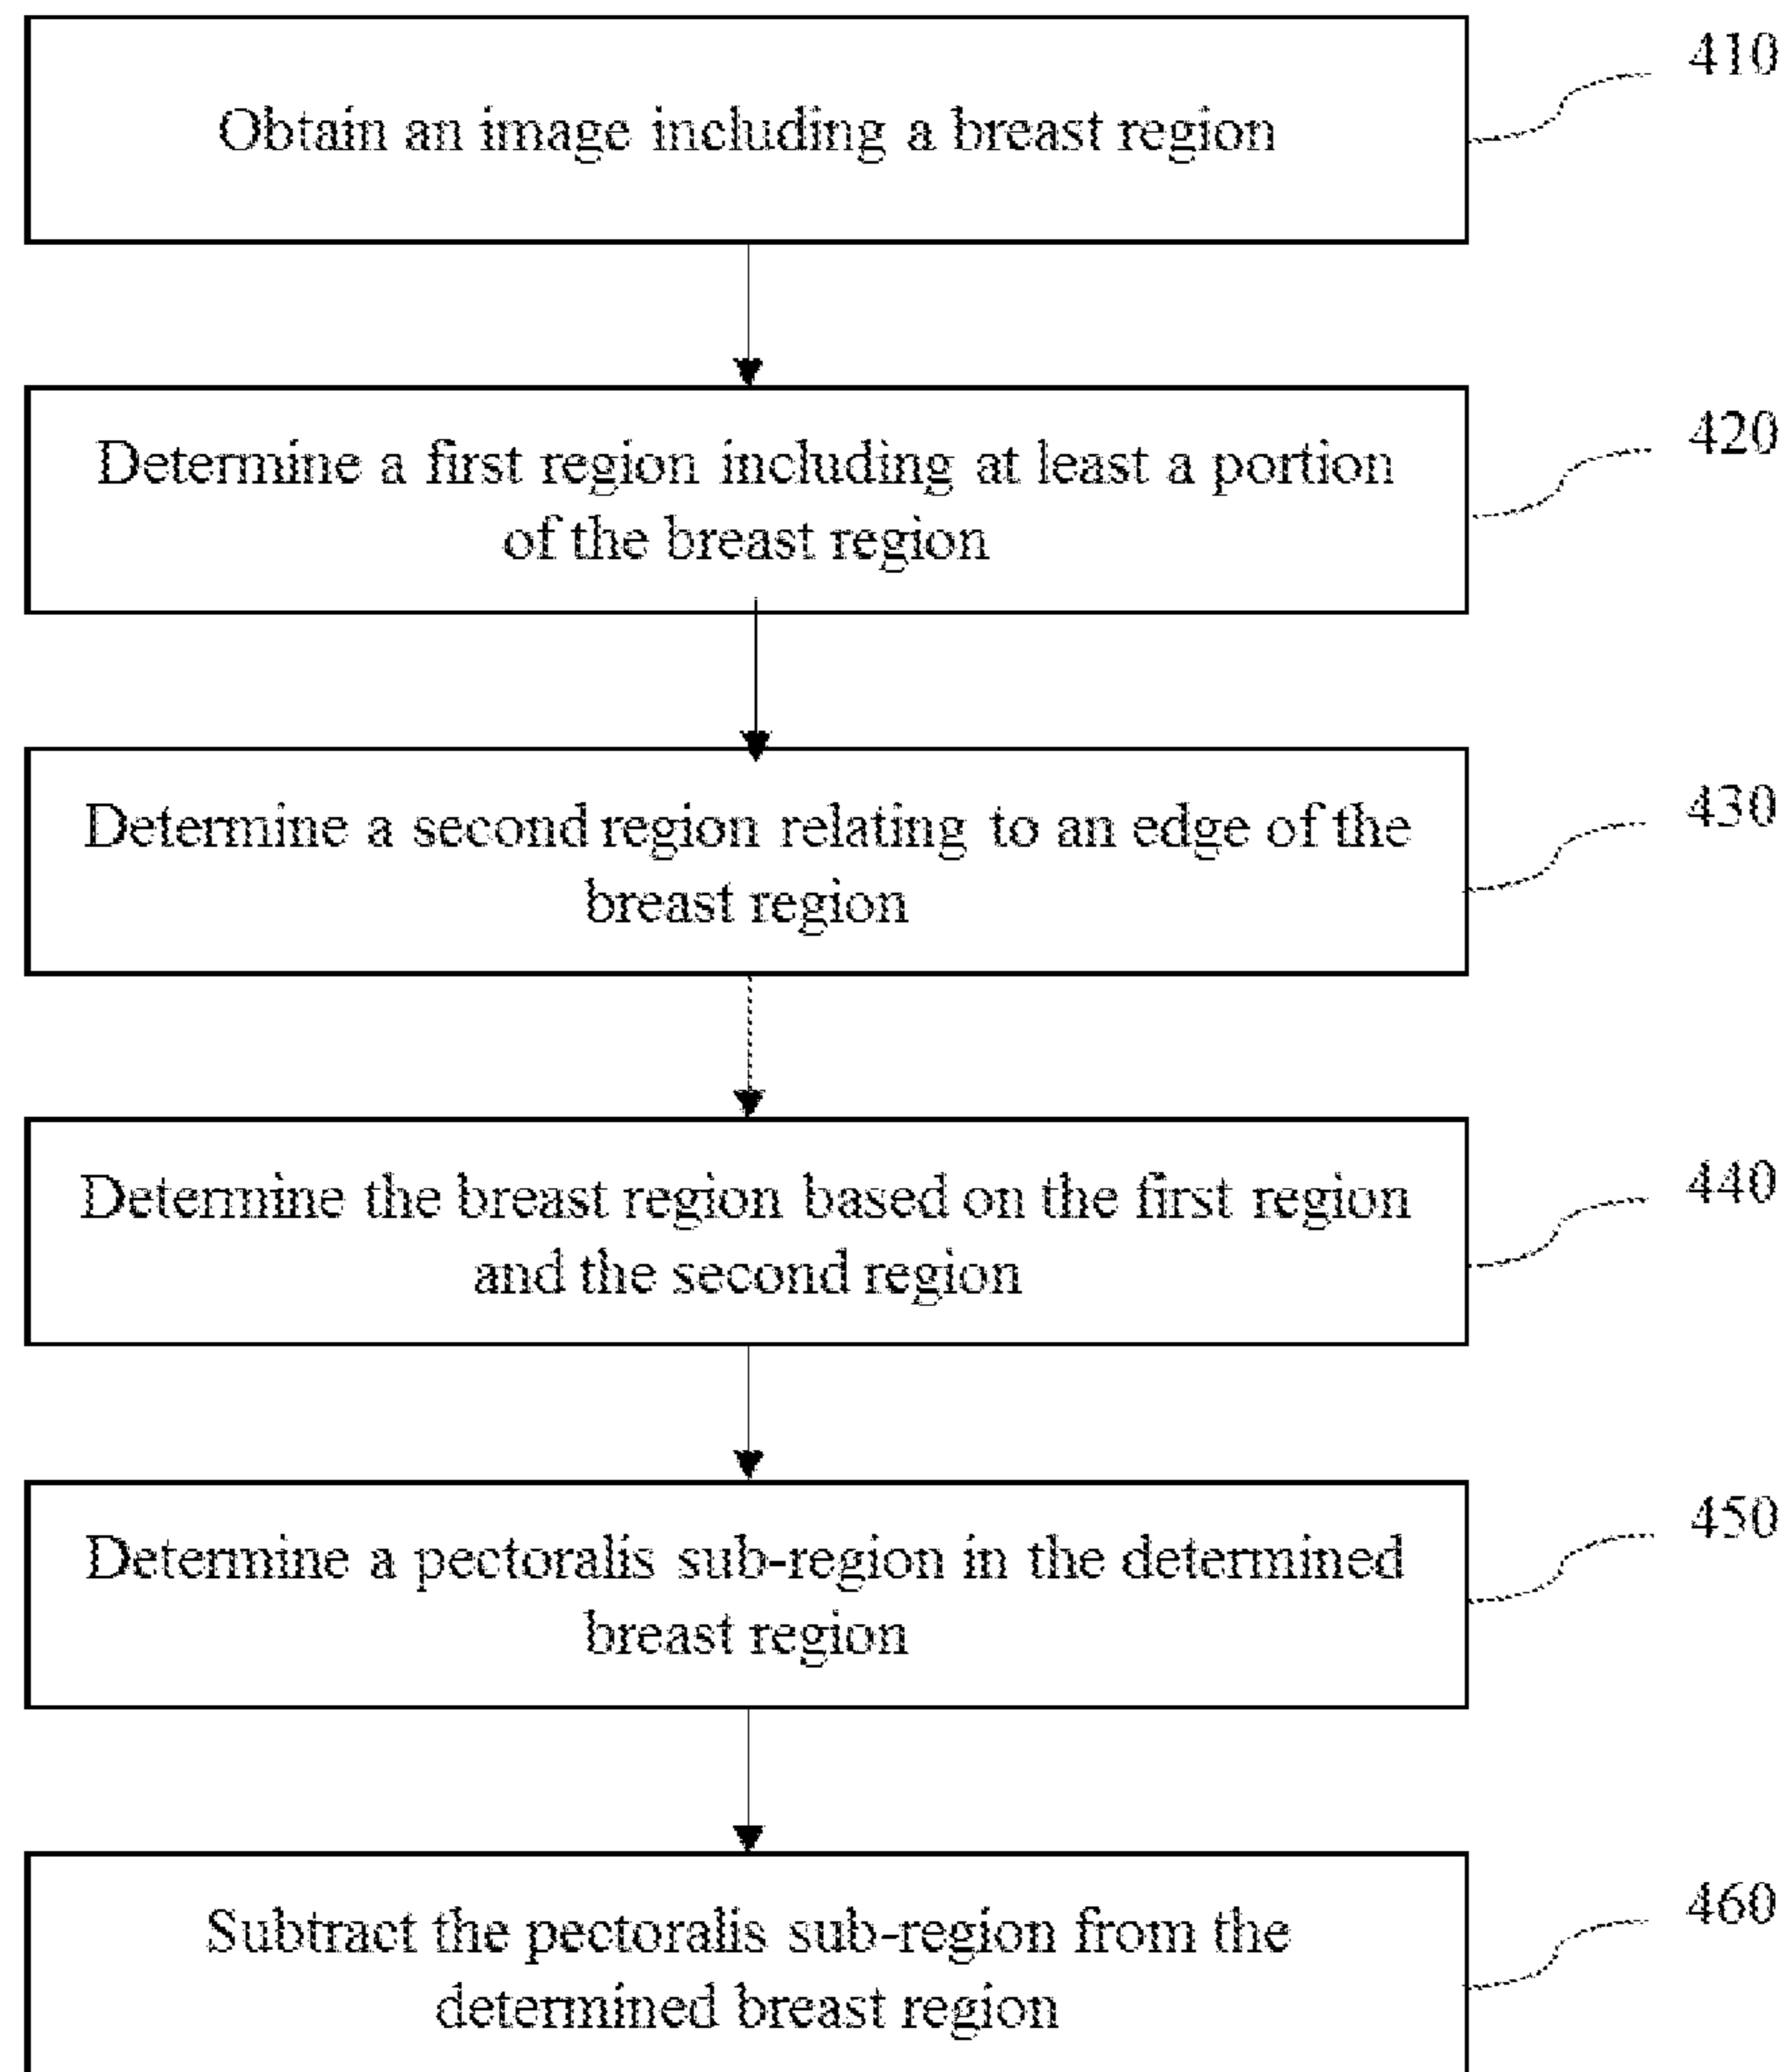 410
Obtain an image including a breast region
420
Determine a first region including at least a portion
of the breast region
430
Determine a second region relating to an edge of the
breast region
440
Determine the breast region based on the first region
and the second region
450
Determine a pectoralis sub-region in the determined
breast region
460
Subtract the pectoralis sub-region from the
determined breast region